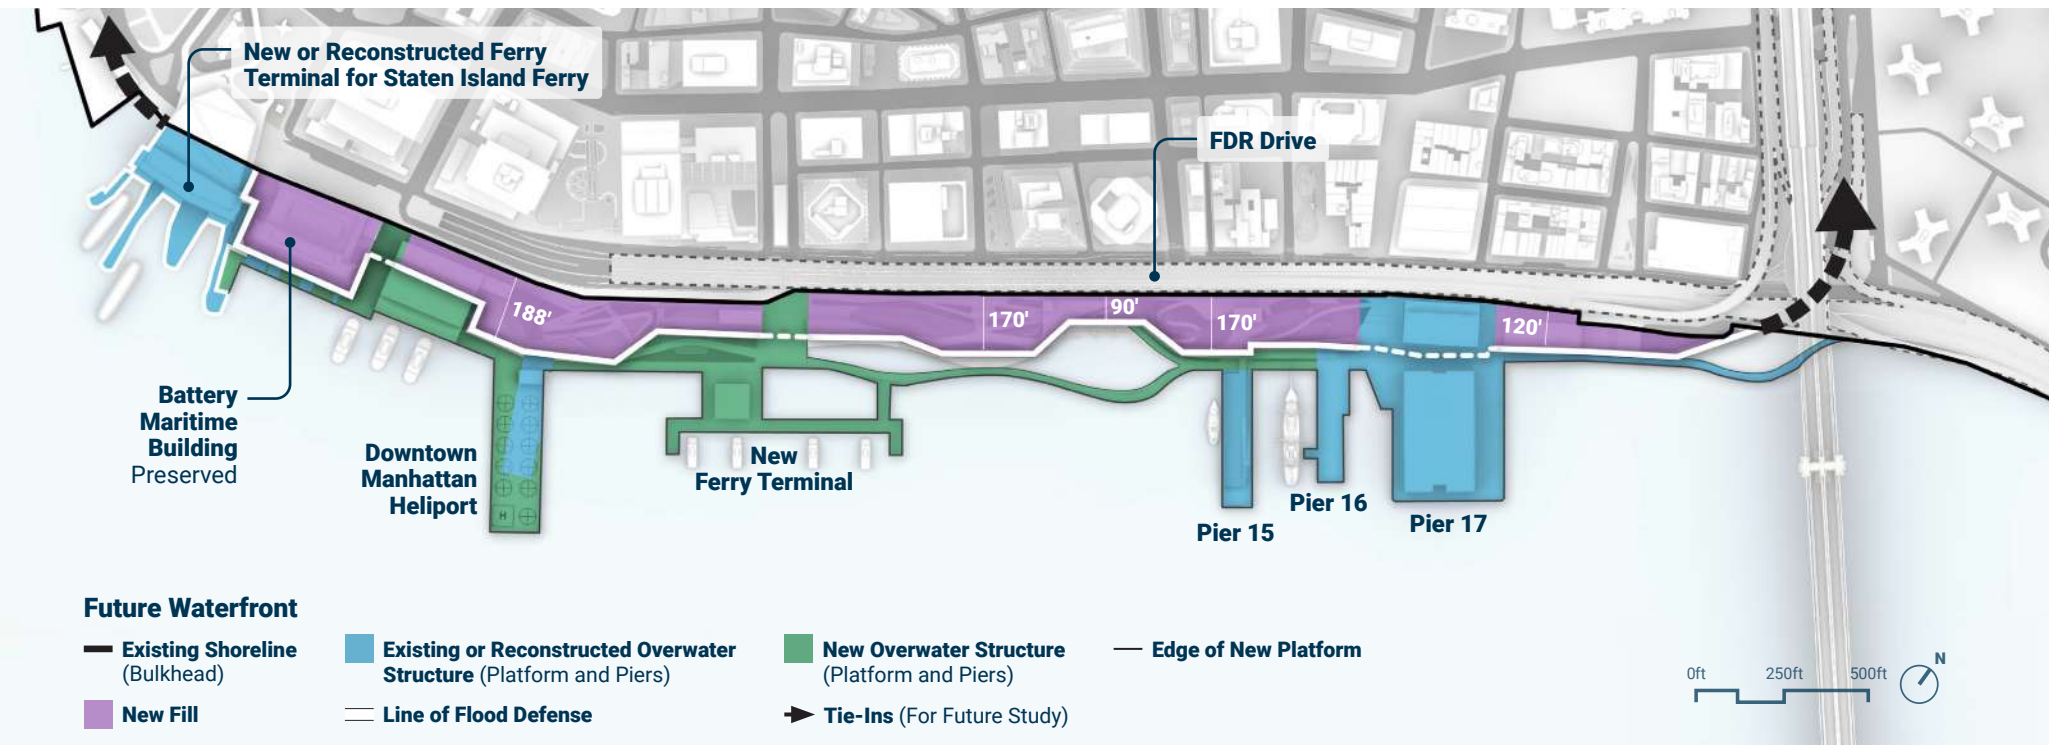 New or Reconstructed Ferry
Terminal for Staten Island Ferry
FDR Drive
188'
170'
90'
170'
120'
Battery
Maritime
Building
Preserved
Downtown
Manhattan
Heliport
H
New
Ferry Terminal
Pier 15
Pier 16
Pier 17
Future Waterfront
Existing Shoreline
(Bulkhead)
New Fill
Existing or Reconstructed Overwater
Structure (Platform and Piers)
Line of Flood Defense
New Overwater Structure
(Platform and Piers)
Tie-Ins (For Future Study)
Edge of New Platform
0ft 250ft 500ft
N